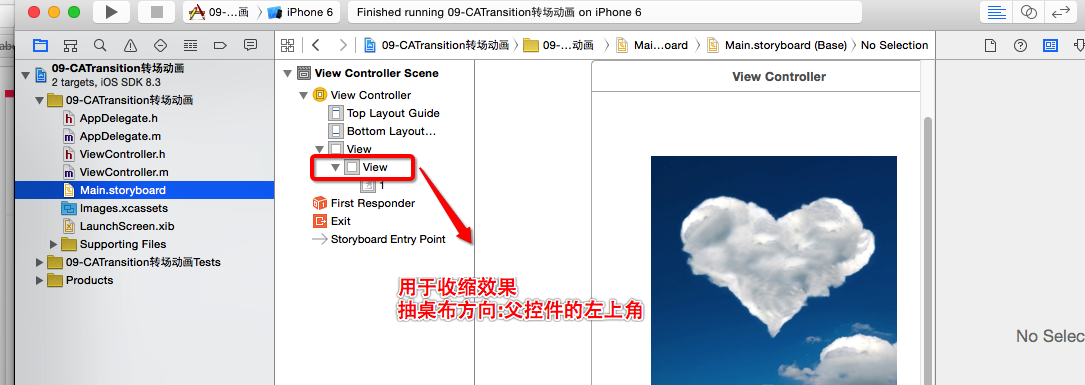 09-...画
iPhone 6
Finished running 09-CATransition转场动画 on iPhone 6
09-CATransition转场动画
09-...动画
Mai...oard
Main.storyboard (Base)
No Selection
09-CATransition转场动画
2 targets, iOS SDK 8.3
09-CATransition转场动画
h AppDelegate.h
m AppDelegate.m
h ViewController.h
m ViewController.m
Main.storyboard
Images.xcassets
LaunchScreen.xib
Supporting Files
09-CATransition转场动画Tests
Products
View Controller Scene
View Controller
Top Layout Guide
Bottom Layout...
View
View
1
First Responder
Exit
Storyboard Entry Point
用于收缩效果
抽桌布方向:父控件的左上角
View Controller
No Selec